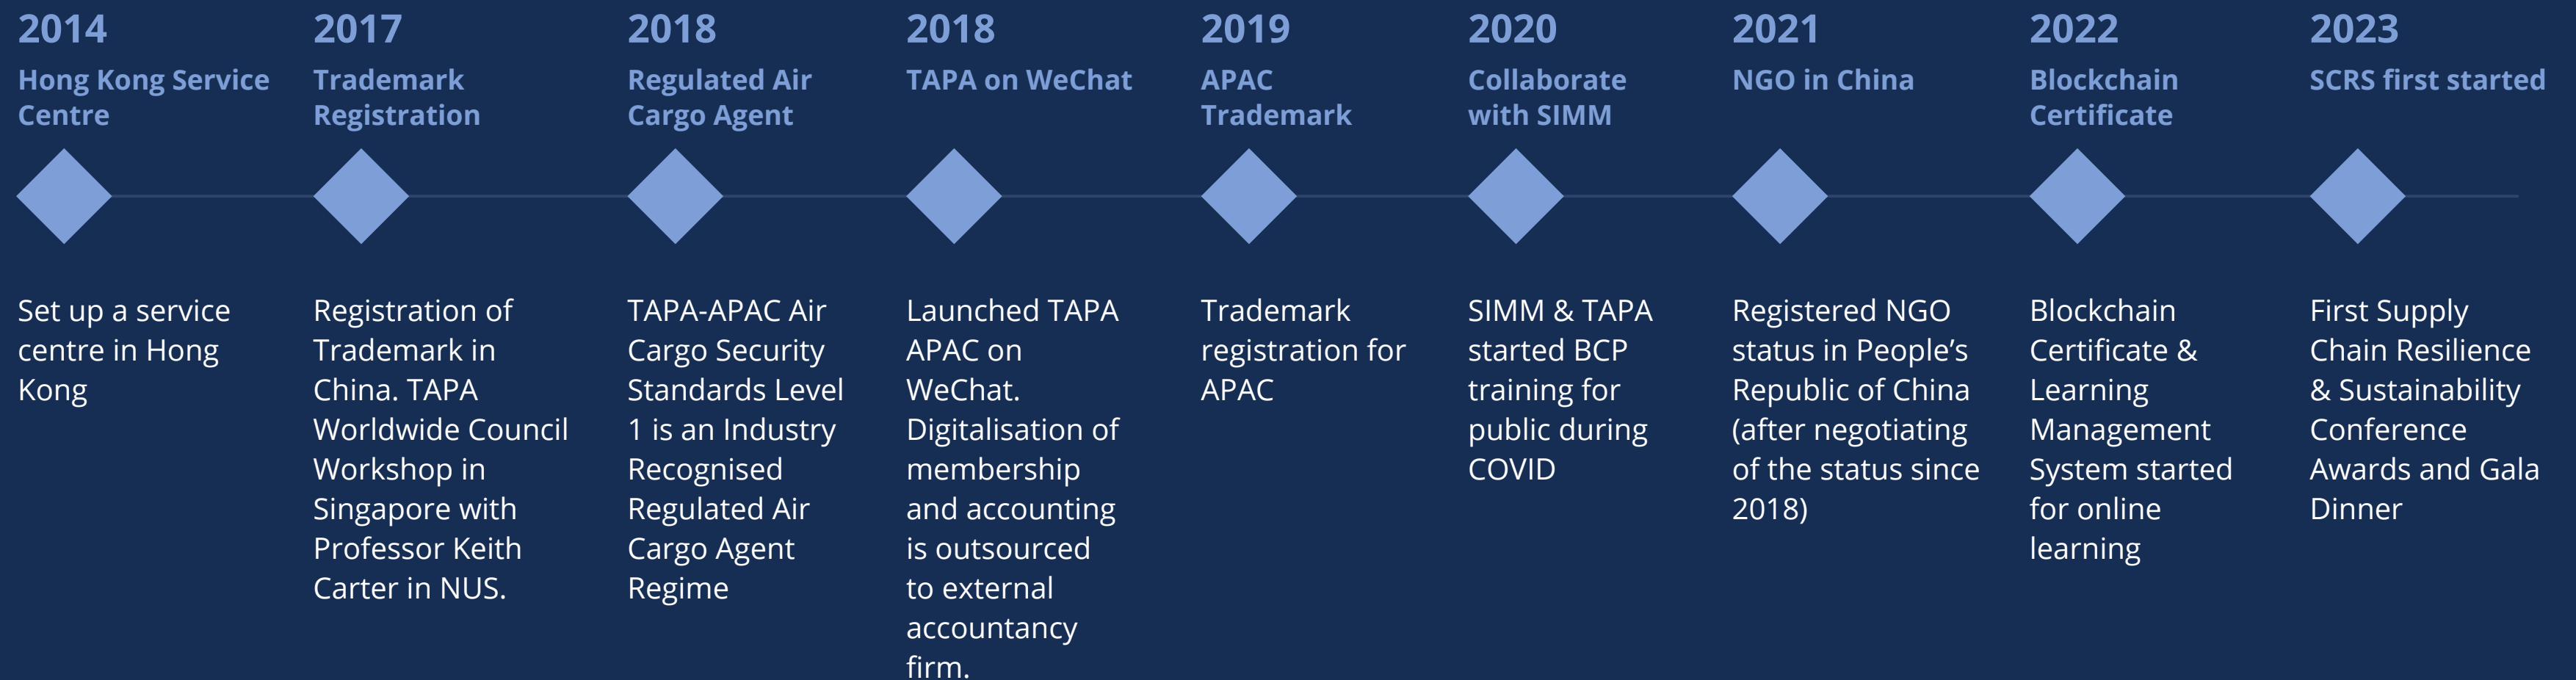 2014
Hong Kong Service
Centre
Set up a service
centre in Hong
Kong
2017
Trademark
Registration
Registration of
Trademark in
China. TAPA
Worldwide Council
Workshop in
Singapore with
Professor Keith
Carter in NUS.
2018
Regulated Air
Cargo Agent
TAPA-APAC Air
Cargo Security
Standards Level
1 is an Industry
Recognised
Regulated Air
Cargo Agent
Regime
2018
TAPA on WeChat
Launched TAPA
APAC on
WeChat.
Digitalisation of
membership
and accounting
is outsourced
to external
accountancy
firm.
2019
APAC
Trademark
Trademark
registration for
APAC
2020
Collaborate
with SIMM
SIMM & TAPA
started BCP
training for
public during
COVID
2021
NGO in China
Registered NGO
status in People’s
Republic of China
(after negotiating
of the status since
2018)
2022
Blockchain
Certificate
Blockchain
Certificate &
Learning
Management
System started
for online
learning
2023
SCRS first started
First Supply
Chain Resilience
& Sustainability
Conference
Awards and Gala
Dinner